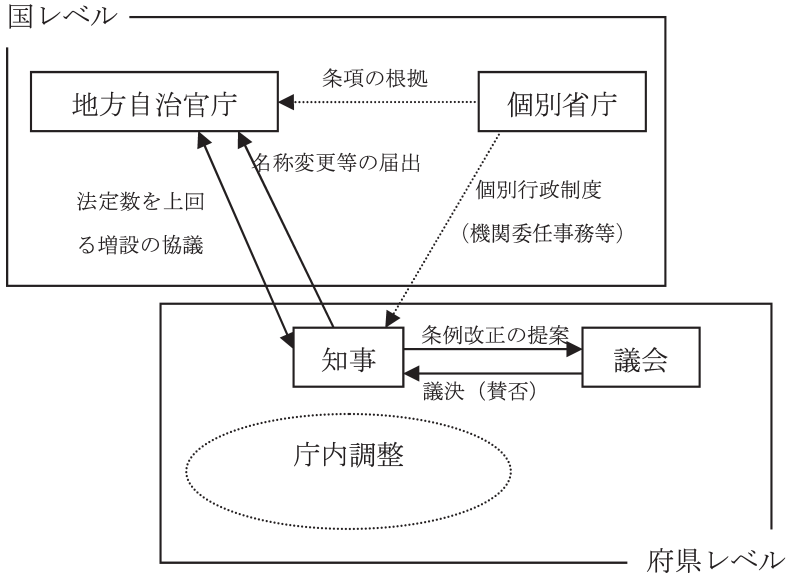 国レベル
地方自治官庁
条項の根拠
個別省庁
名称変更等の届出
法定数を上回
る増設の協議
個別行政制度
（機関委任事務等）
知事
条例改正の提案
議会
議決（賛否）
庁内調整
府県レベル